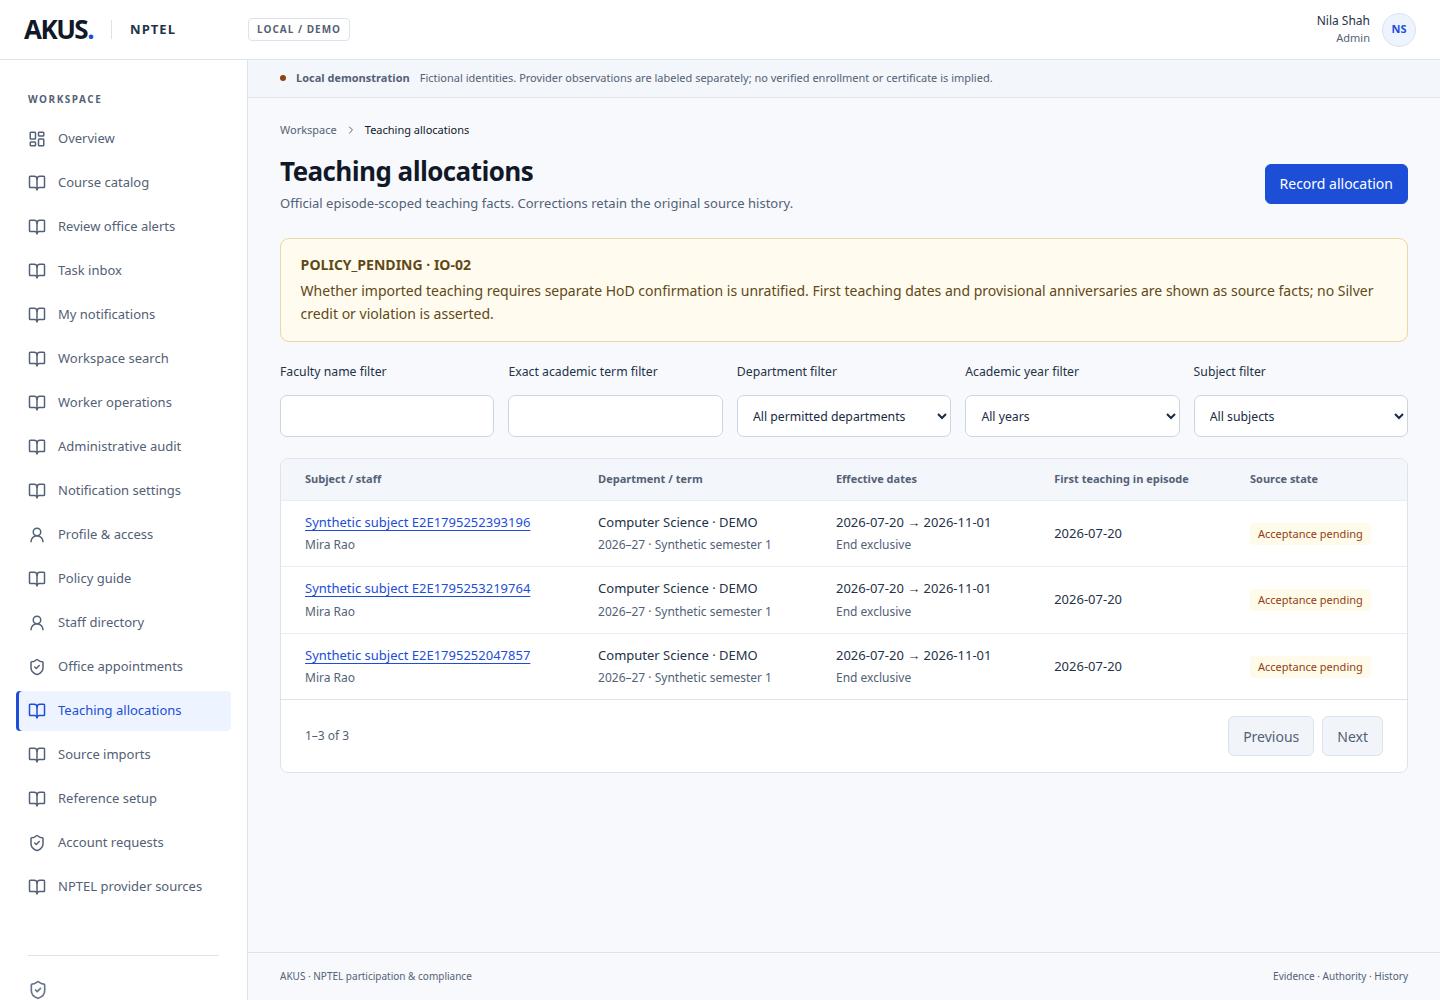 AKUS.
NPTEL
LOCAL / DEMO
Nila Shah
Admin
NS
WORKSPACE
Overview
Course catalog
Review office alerts
Task inbox
My notifications
Workspace search
Worker operations
Administrative audit
Notification settings
Profile & access
Policy guide
Staff directory
Office appointments
Teaching allocations
Source imports
Reference setup
Account requests
NPTEL provider sources
Local demonstration Fictional identities. Provider observations are labeled separately; no verified enrollment or certificate is implied.
Workspace > Teaching allocations
Teaching allocations
Official episode-scoped teaching facts. Corrections retain the original source history.
Record allocation
POLICY_PENDING · IO-02
Whether imported teaching requires separate HoD confirmation is unratified. First teaching dates and provisional anniversaries are shown as source facts; no Silver
credit or violation is asserted.
Faculty name filter
Exact academic term filter
Department filter
All permitted departments
Academic year filter
All years
Subject filter
All subjects
Subject / staff Department / term Effective dates First teaching in episode Source state
Synthetic subject E2E1795252393196 Computer Science · DEMO 2026-07-20 → 2026-11-01 2026-07-20 Acceptance pending
Mira Rao 2026–27 · Synthetic semester 1 End exclusive
Synthetic subject E2E1795253219764 Computer Science · DEMO 2026-07-20 → 2026-11-01 2026-07-20 Acceptance pending
Mira Rao 2026–27 · Synthetic semester 1 End exclusive
Synthetic subject E2E1795252047857 Computer Science · DEMO 2026-07-20 → 2026-11-01 2026-07-20 Acceptance pending
Mira Rao 2026–27 · Synthetic semester 1 End exclusive
1–3 of 3
Previous
Next
AKUS · NPTEL participation & compliance
Evidence · Authority · History